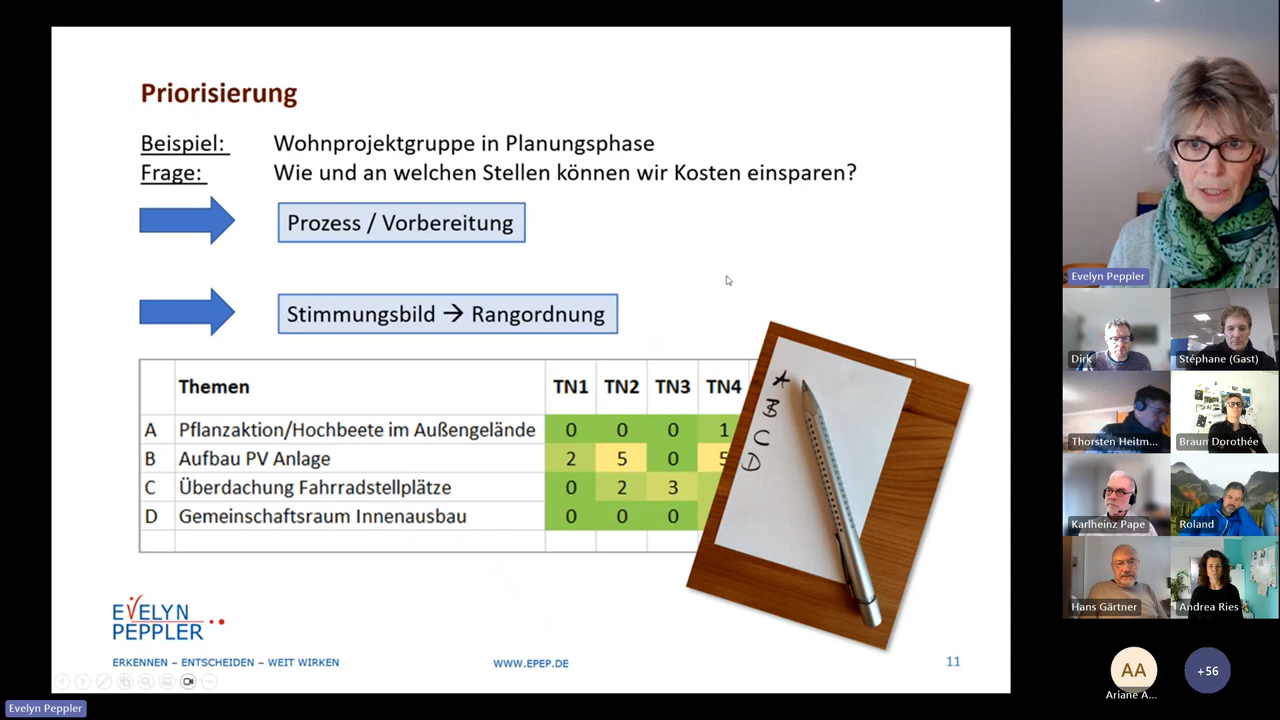 Priorisierung
Beispiel: Wohnprojektgruppe in Planungsphase
Frage: Wie und an welchen Stellen können wir Kosten einsparen?
Prozess / Vorbereitung
Stimmungsbild → Rangordnung
Themen TN1 TN2 TN3 TN4
A Pflanzaktion/Hochbeete im Außengelände 0 0 0 1
B Aufbau PV Anlage 2 5 0 5
C Überdachung Fahrradstellplätze 0 2 3
D Gemeinschaftsraum Innenausbau 0 0 0
A
B
C
D
EVELYN
PEPPLER
ERKENNEN – ENTSCHEIDEN – WEIT WIRKEN
WWW.EPEP.DE
11
Evelyn Peppler
Evelyn Peppler
Dirk
Stéphane (Gast)
Thorsten Heitm...
Braun Dorothée
Karlheinz Pape
Roland
Hans Gärtner
Andrea Ries
AA
Ariane A...
+56